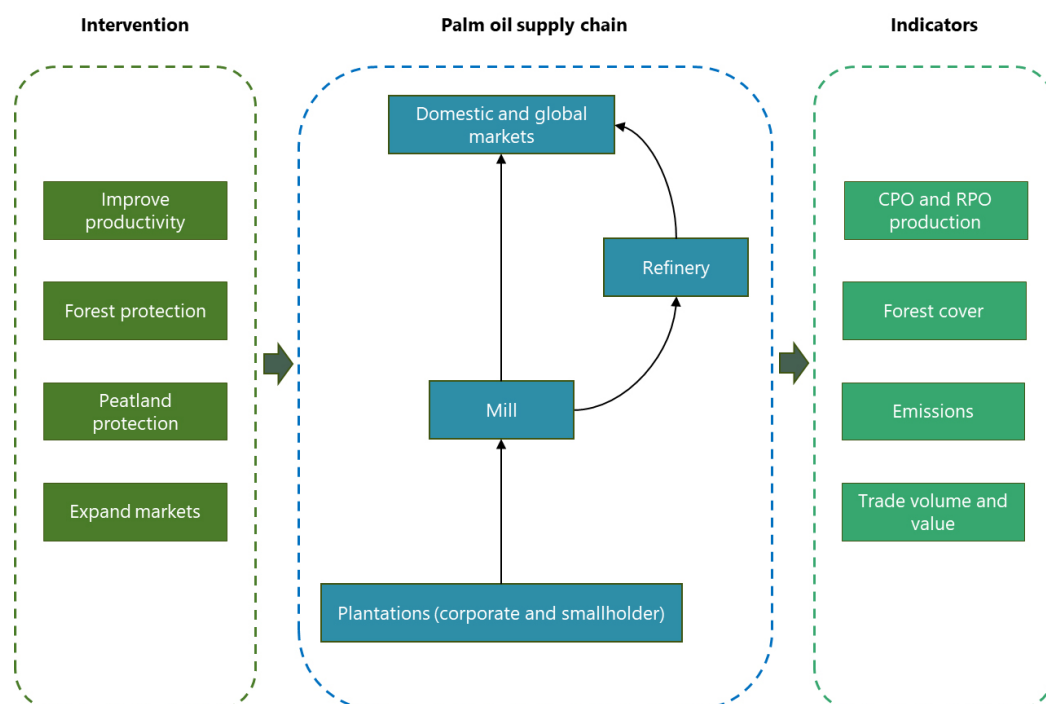 Intervention
Improve
productivity
Forest protection
Peatland
protection
Expand markets
Palm oil supply chain
Domestic and global
markets
Refinery
Mill
Plantations (corporate and smallholder)
Indicators
CPO and RPO
production
Forest cover
Emissions
Trade volume and
value